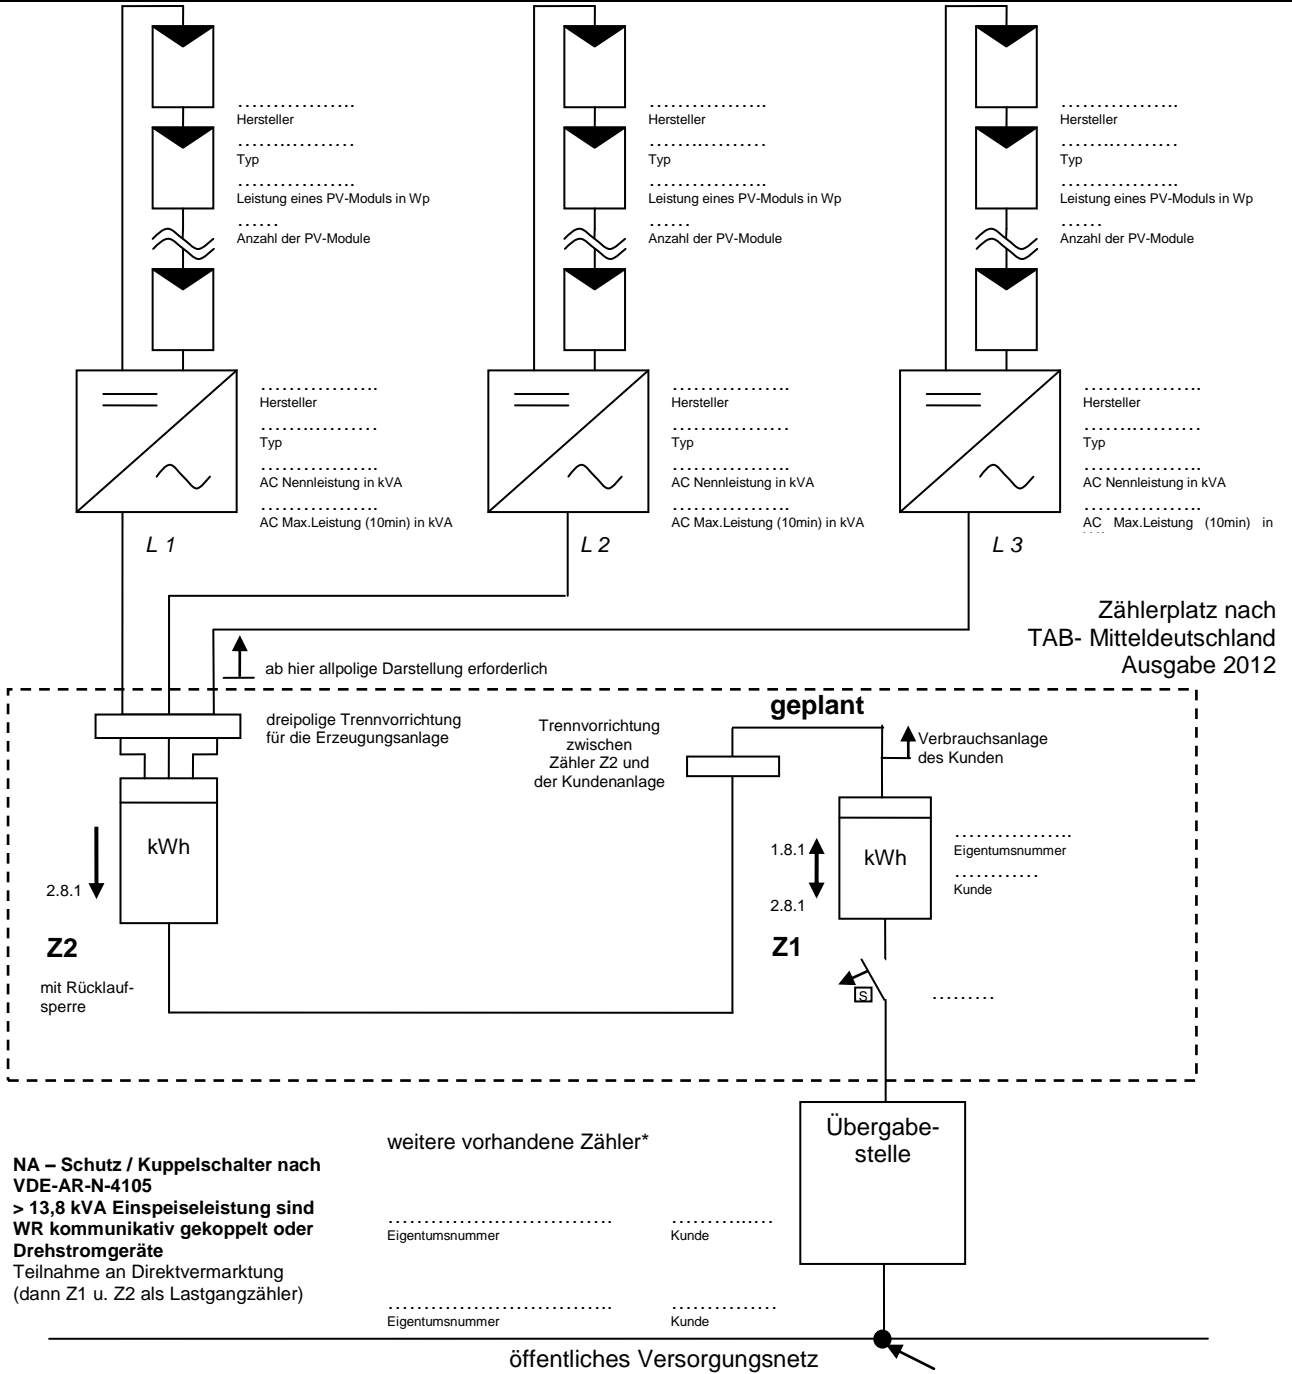 .................
Hersteller
.................
Typ
.................
Leistung eines PV-Moduls in Wp
......
Anzahl der PV-Module
.................
Hersteller
.................
Typ
.................
Leistung eines PV-Moduls in Wp
......
Anzahl der PV-Module
.................
Hersteller
.................
Typ
.................
Leistung eines PV-Moduls in Wp
......
Anzahl der PV-Module
.................
Hersteller
.................
Typ
.................
AC Nennleistung in kVA
.................
AC Max.Leistung (10min) in kVA
L 1
.................
Hersteller
.................
Typ
.................
AC Nennleistung in kVA
.................
AC Max.Leistung (10min) in kVA
L 2
.................
Hersteller
.................
Typ
.................
AC Nennleistung in kVA
.................
AC Max.Leistung (10min) in
L 3
Zählerplatz nach
TAB- Mitteldeutschland
Ausgabe 2012
ab hier allpolige Darstellung erforderlich
dreipolige Trennvorrichtung
für die Erzeugungsanlage
Trennvorrichtung
zwischen
Zähler Z2 und
der Kundenanlage
geplant
Verbrauchsanlage
des Kunden
kWh
2.8.1
Z2
mit Rücklauf-
sperre
1.8.1
kWh
2.8.1
Z1
.................
Eigentumsnummer
............
Kunde
S
.........
Übergabe-
stelle
weitere vorhandene Zähler*
NA – Schutz / Kuppelschalter nach
VDE-AR-N-4105
> 13,8 kVA Einspeiseleistung sind
WR kommunikativ gekoppelt oder
Drehstromgeräte
Teilnahme an Direktvermarktung
(dann Z1 u. Z2 als Lastgangzähler)
................................. ...............
Eigentumsnummer Kunde
................................. ...............
Eigentumsnummer Kunde
öffentliches Versorgungsnetz